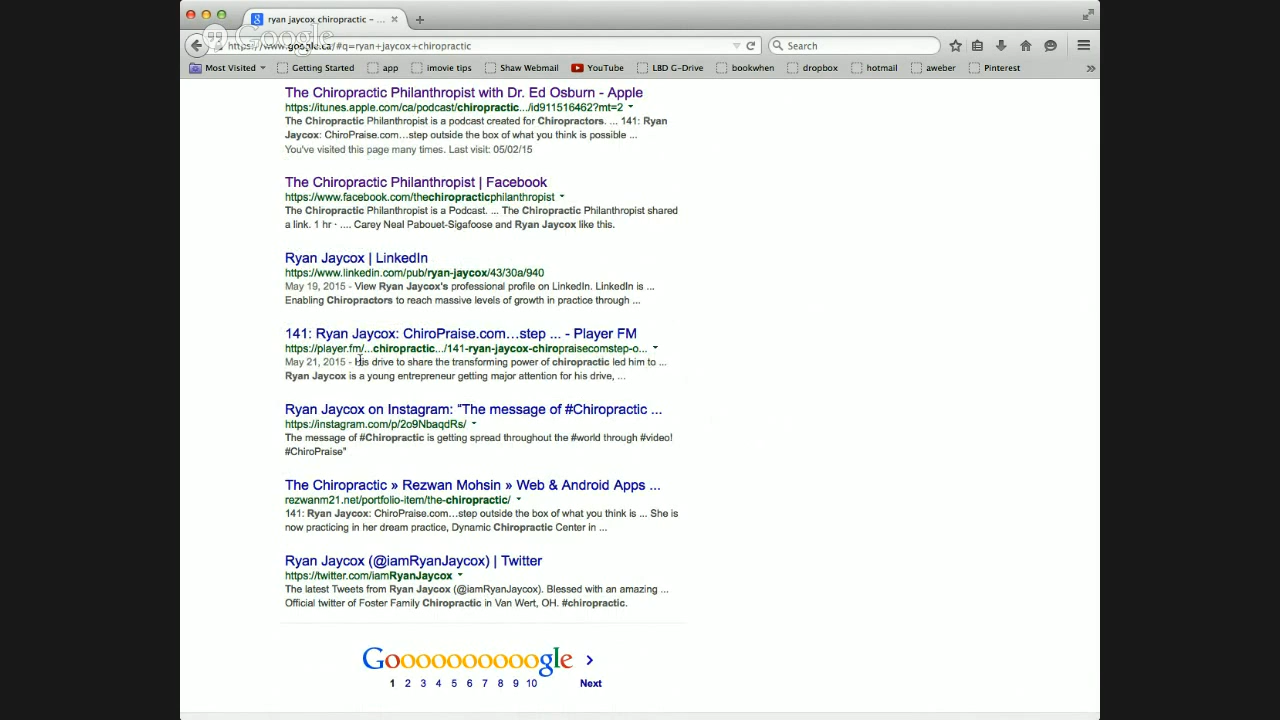 ryan jaycox chiropractic – ...
Google
https://www.google.ca/#q=ryan+jaycox+chiropractic
Search
Most Visited
Getting Started
app
imovie tips
Shaw Webmail
YouTube
LBD G-Drive
bookwhen
dropbox
hotmail
aweber
Pinterest
»
The Chiropractic Philanthropist with Dr. Ed Osburn - Apple
https://itunes.apple.com/ca/podcast/chiropractic.../id911516462?mt=2
The Chiropractic Philanthropist is a podcast created for Chiropractors. ... 141: Ryan
Jaycox: ChiroPraise.com…step outside the box of what you think is possible ...
You've visited this page many times. Last visit: 05/02/15
The Chiropractic Philanthropist | Facebook
https://www.facebook.com/thechiropracticphilanthropist
The Chiropractic Philanthropist is a Podcast. ... The Chiropractic Philanthropist shared
a link. 1 hr · .... Carey Neal Pabouet-Sigafoose and Ryan Jaycox like this.
Ryan Jaycox | LinkedIn
https://www.linkedin.com/pub/ryan-jaycox/43/30a/940
May 19, 2015 - View Ryan Jaycox's professional profile on LinkedIn. LinkedIn is ...
Enabling Chiropractors to reach massive levels of growth in practice through ...
141: Ryan Jaycox: ChiroPraise.com…step ... - Player FM
https://player.fm/...chiropractic.../141-ryan-jaycox-chiropraisecomstep-o...
May 21, 2015 - His drive to share the transforming power of chiropractic led him to ...
Ryan Jaycox is a young entrepreneur getting major attention for his drive, ...
Ryan Jaycox on Instagram: “The message of #Chiropractic ...
https://instagram.com/p/2o9NbaqdRs/
The message of #Chiropractic is getting spread throughout the #world through #video!
#ChiroPraise”
The Chiropractic » Rezwan Mohsin » Web & Android Apps ...
rezwanm21.net/portfolio-item/the-chiropractic/
141: Ryan Jaycox: ChiroPraise.com…step outside the box of what you think is ... She is
now practicing in her dream practice, Dynamic Chiropractic Center in ...
Ryan Jaycox (@iamRyanJaycox) | Twitter
https://twitter.com/iamRyanJaycox
The latest Tweets from Ryan Jaycox (@iamRyanJaycox). Blessed with an amazing ...
Official twitter of Foster Family Chiropractic in Van Wert, OH. #chiropractic.
Goooooooooogle >
1 2 3 4 5 6 7 8 9 10 Next